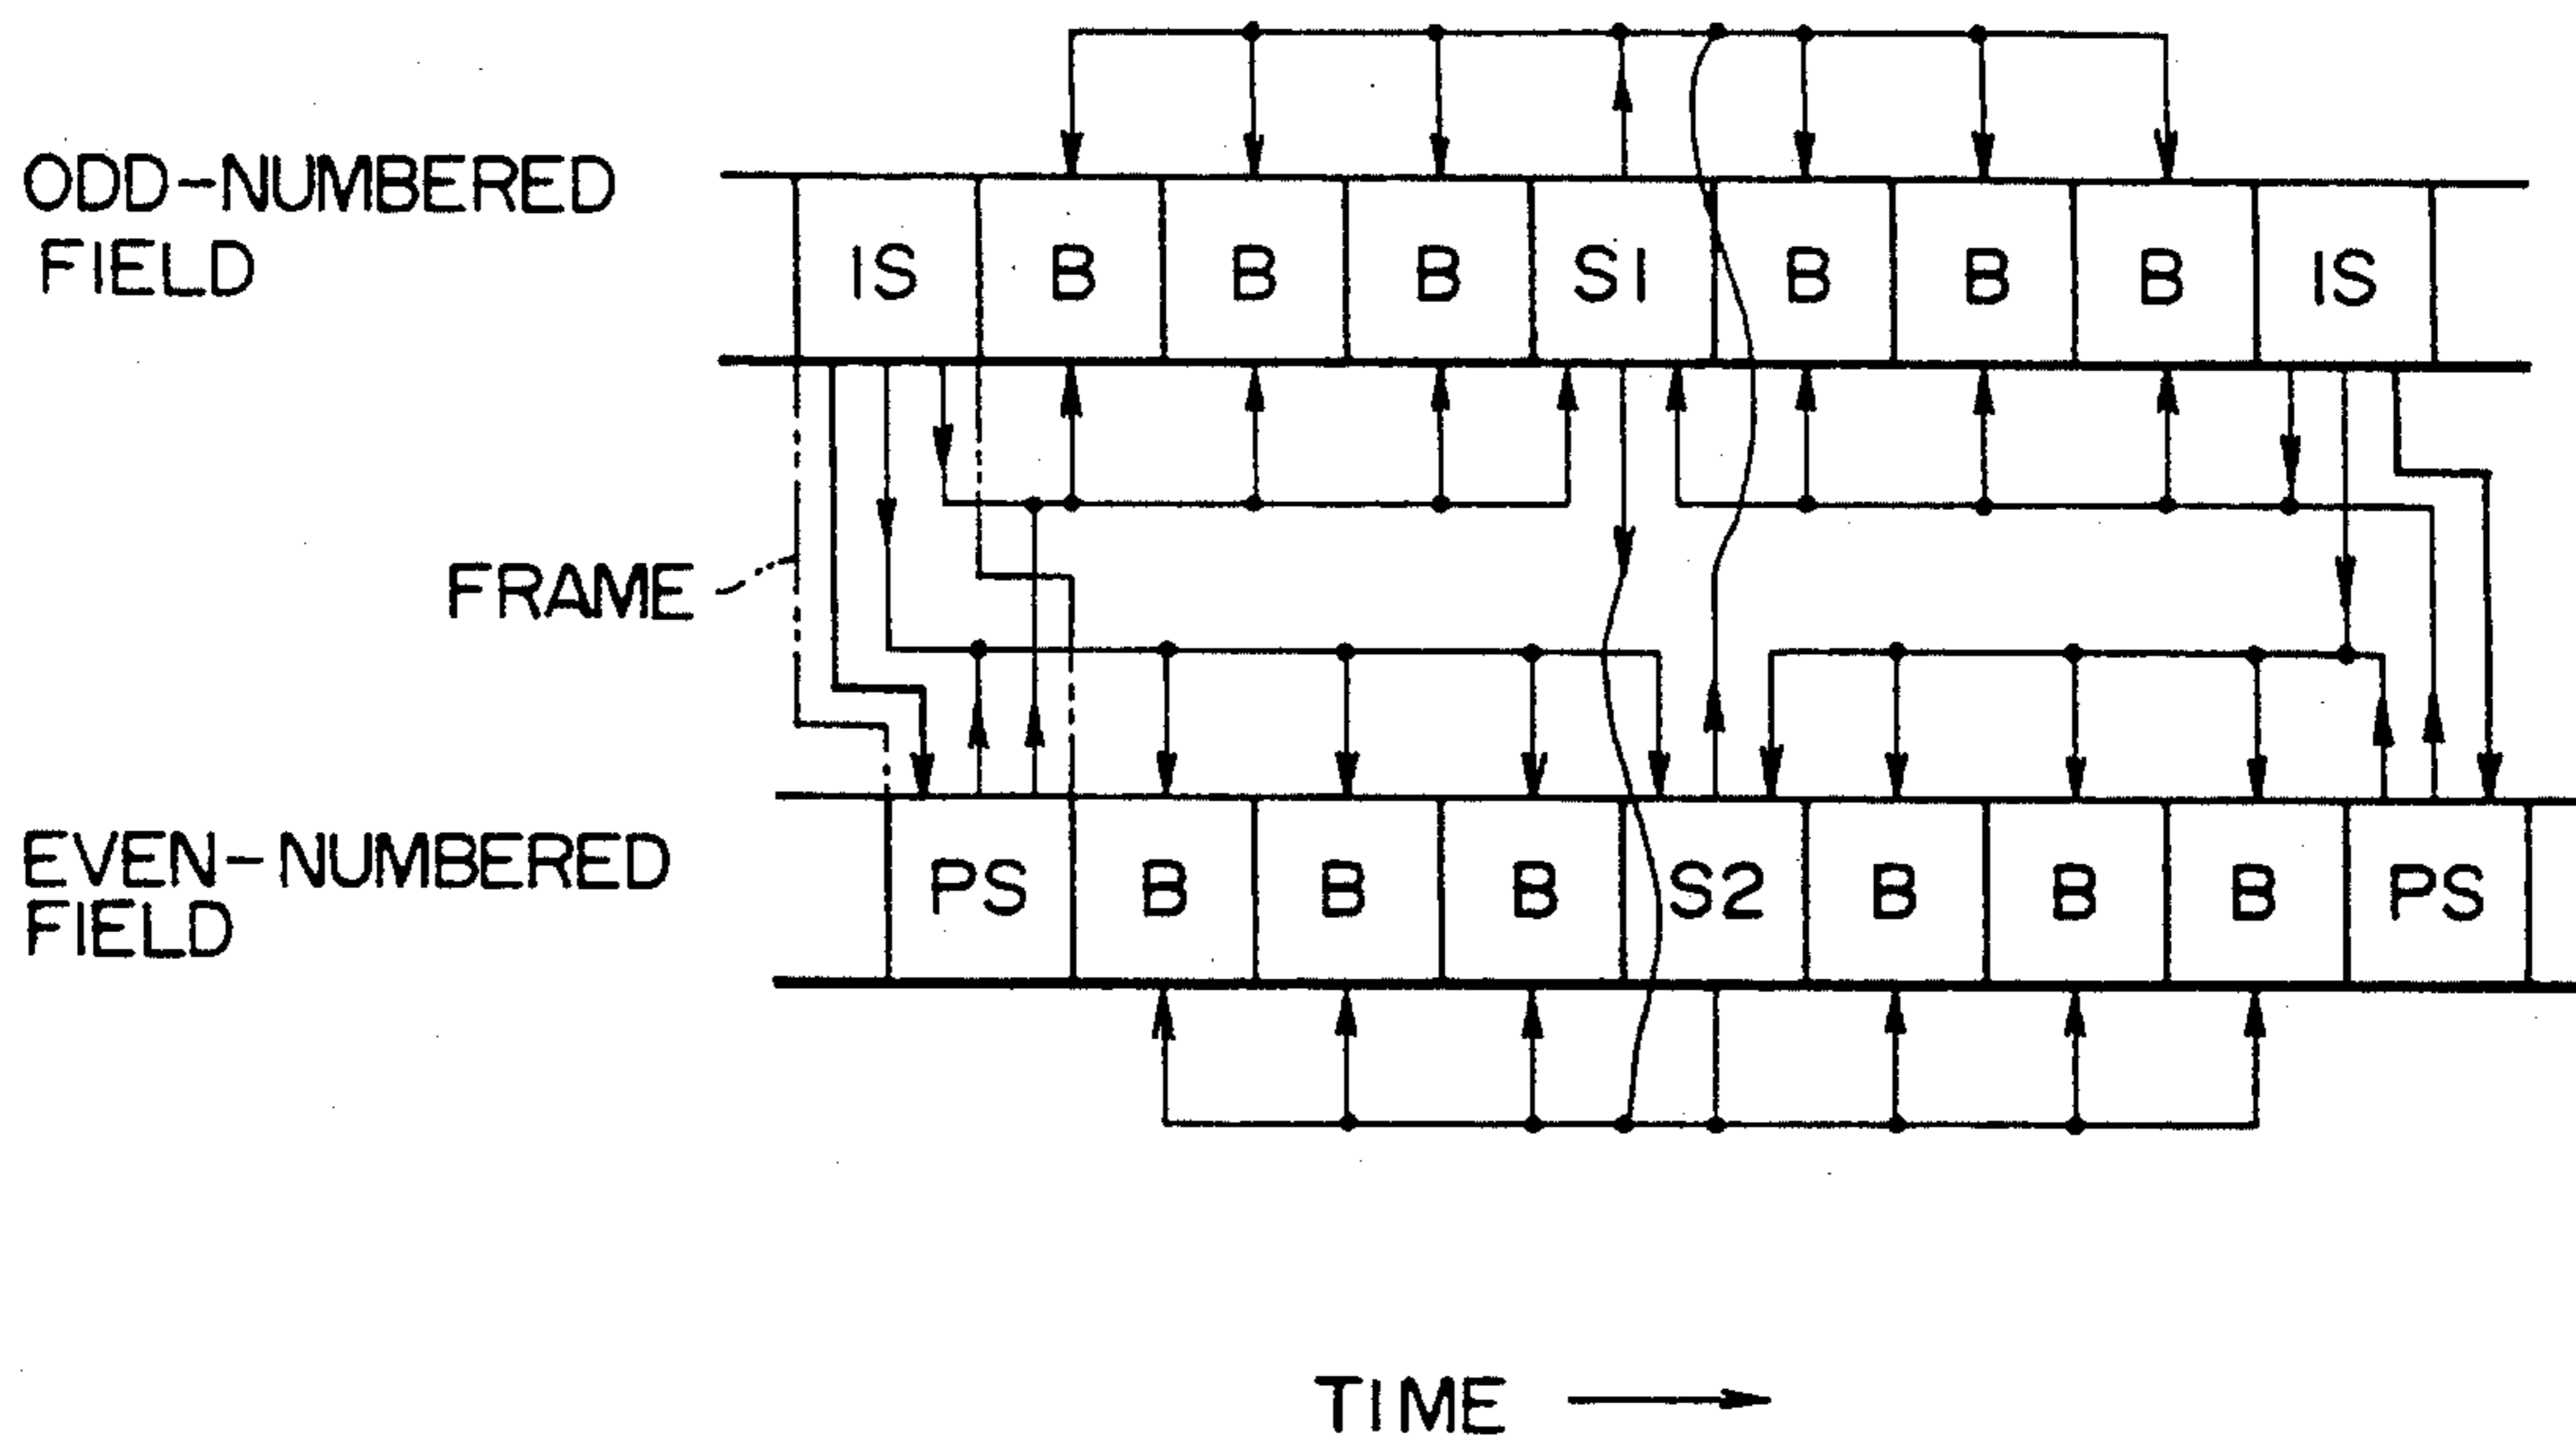 ODD-NUMBERED
FIELD
IS B B B S1 B B B IS
FRAME
EVEN-NUMBERED
FIELD
PS B B B S2 B B B PS
TIME